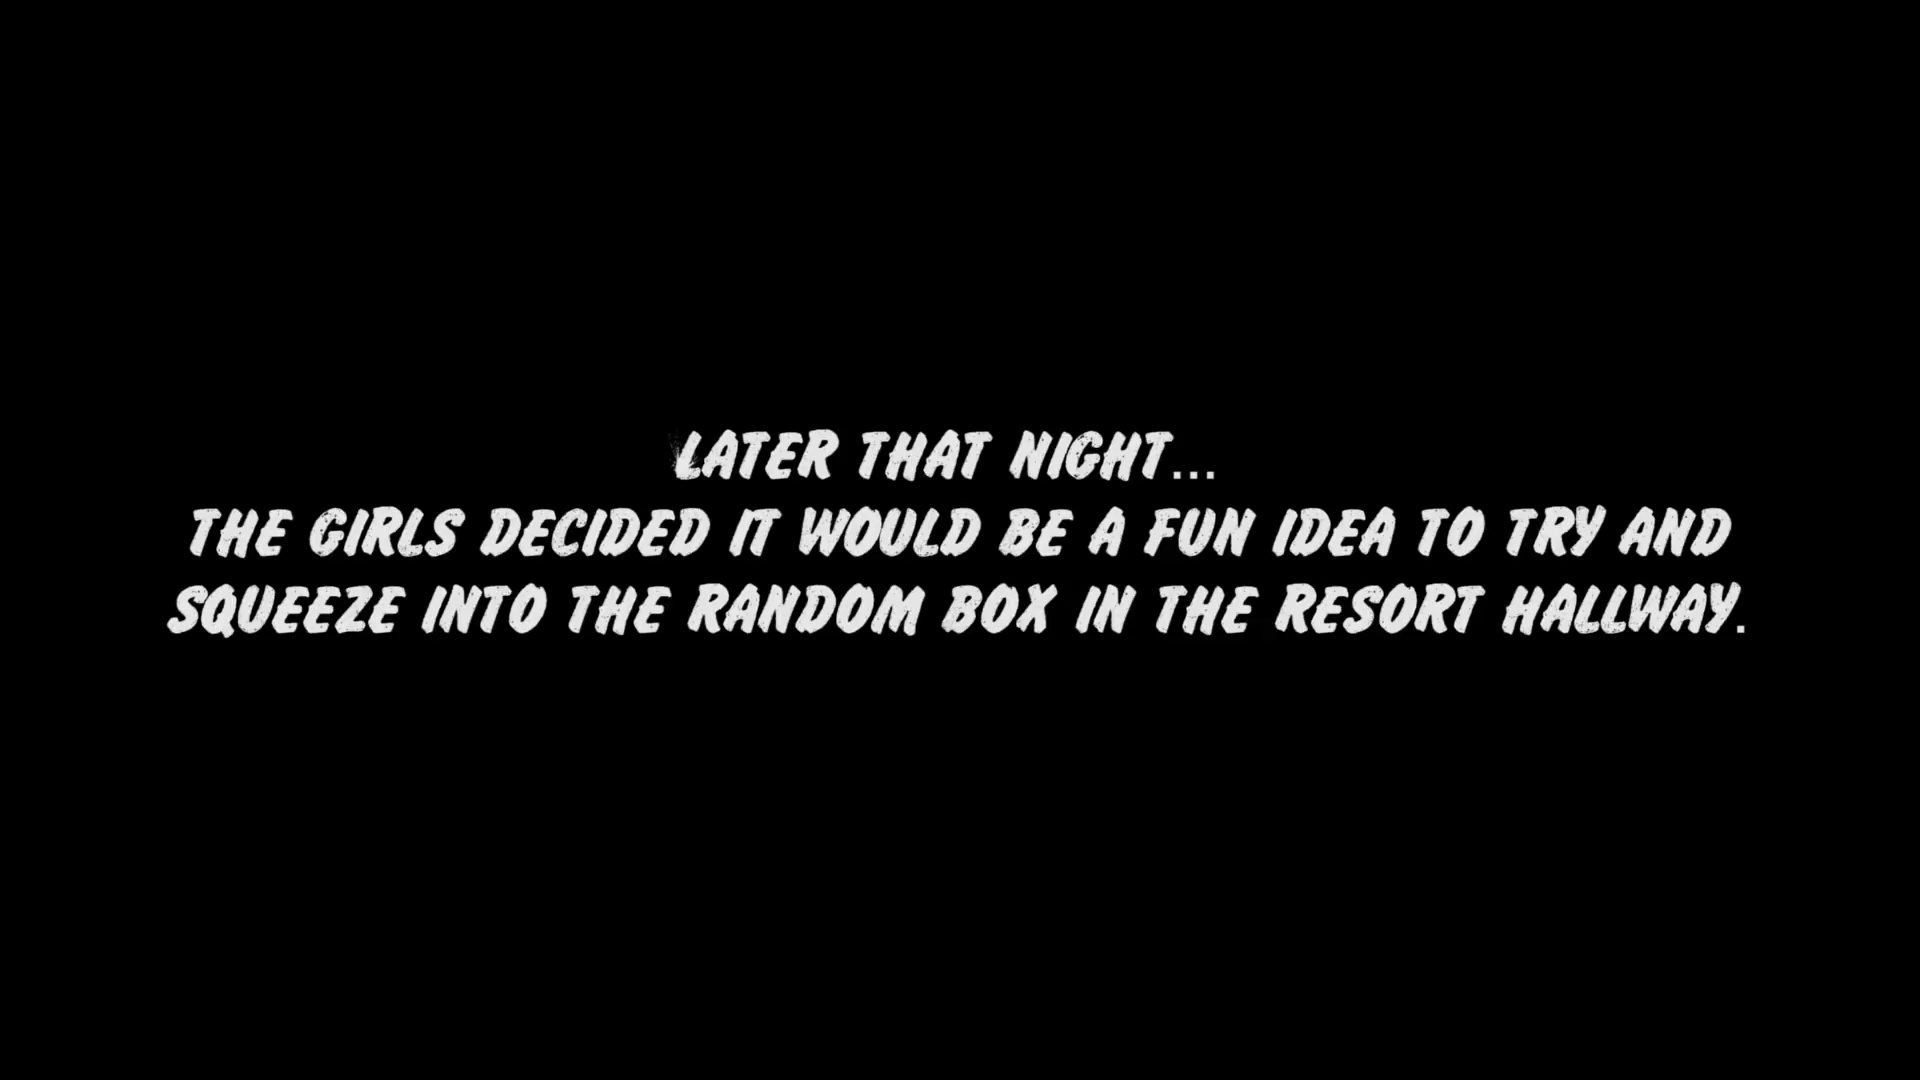 LATER THAT NIGHT...
THE GIRLS DECIDED IT WOULD BE A FUN IDEA TO TRY AND
SQUEEZE INTO THE RANDOM BOX IN THE RESORT HALLWAY.